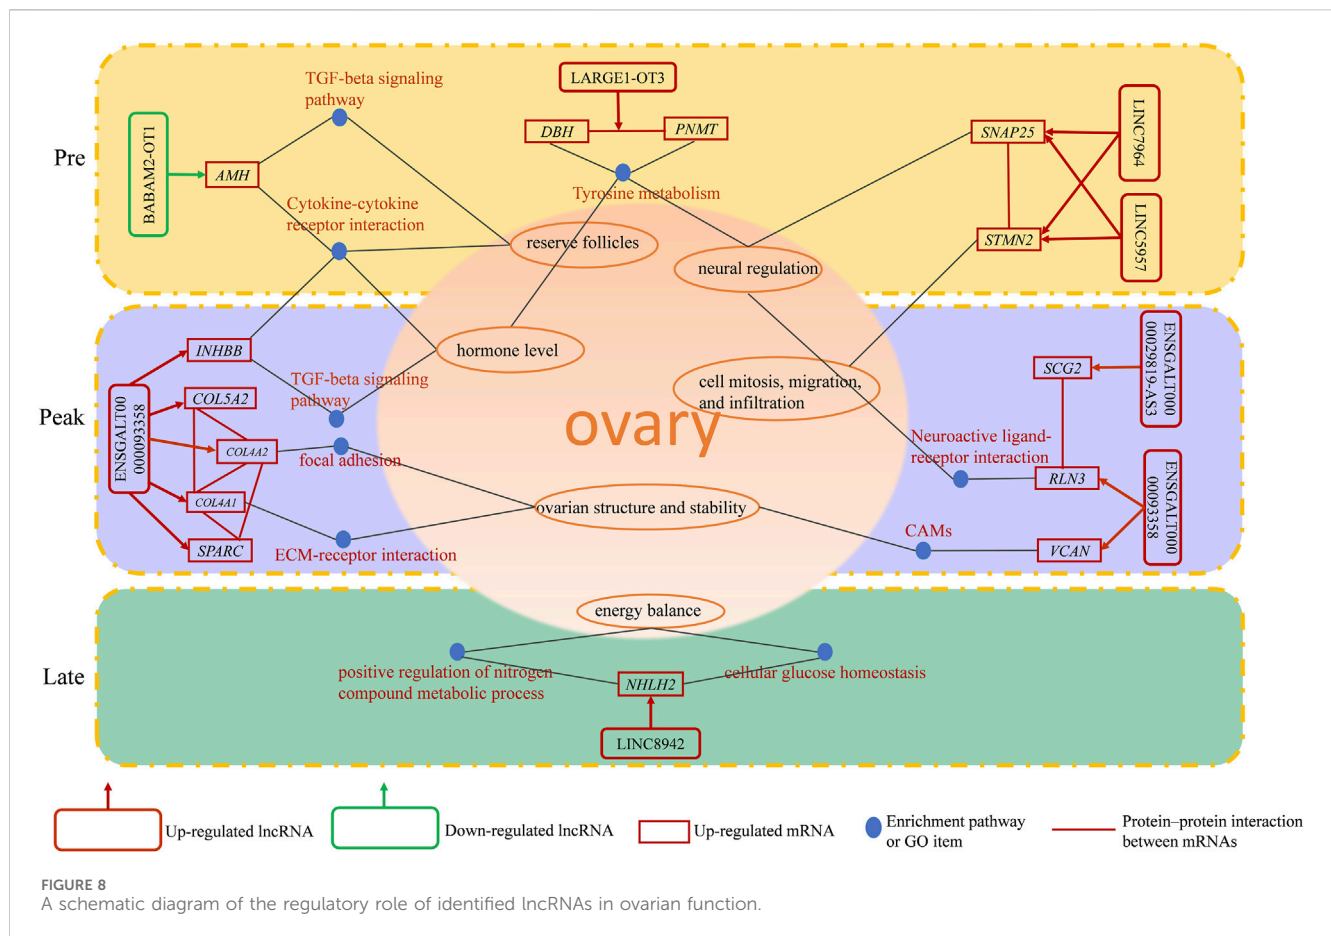 Pre
BABAM2-OT1
AMH
TGF-beta signaling
pathway
Cytokine-cytokine
receptor interaction
LARGE1-OT3
DBH
PNMT
Tyrosine metabolism
reserve follicles
neural regulation
SNAP25
STMN2
LINC7964
LINC5957
Peak
ENSGALT00
000093358
INHBB
COL5A2
COL4A2
COL4A1
SPARC
TGF-beta signaling
pathway
focal adhesion
ECM-receptor interaction
hormone level
cell mitosis, migration,
and infiltration
ovary
ovarian structure and stability
Neuroactive ligand-
receptor interaction
CAMs
SCG2
RLN3
VCAN
ENSGALT000
00029819-AS3
ENSGALT000
00093358
Late
energy balance
positive regulation of nitrogen
compound metabolic process
NHLH2
cellular glucose homeostasis
LINC8942
Up-regulated lncRNA
Down-regulated lncRNA
Up-regulated mRNA
Enrichment pathway
or GO item
Protein–protein interaction
between mRNAs
FIGURE 8
A schematic diagram of the regulatory role of identified lncRNAs in ovarian function.